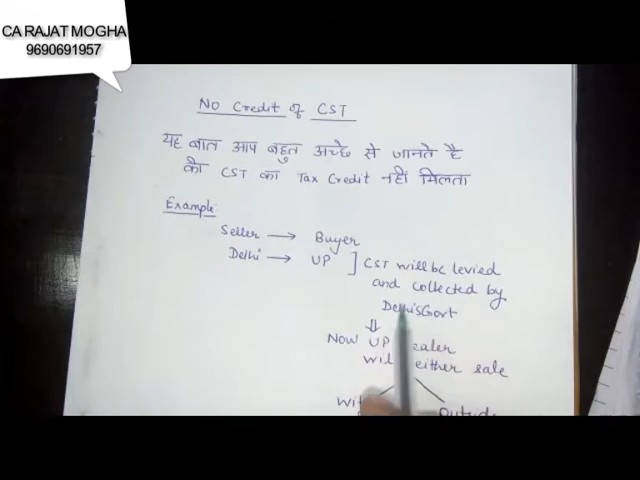 CA RAJAT MOGHA
9690691957
No Credit of CST
यह बात आप बहुत अच्छे से जानते है
की CST का Tax Credit नहीं मिलता
Example:
Seller → Buyer
Delhi → UP ] CST will be levied
and collected by
Delhi'sGovt
⇓
Now UP
will either sale